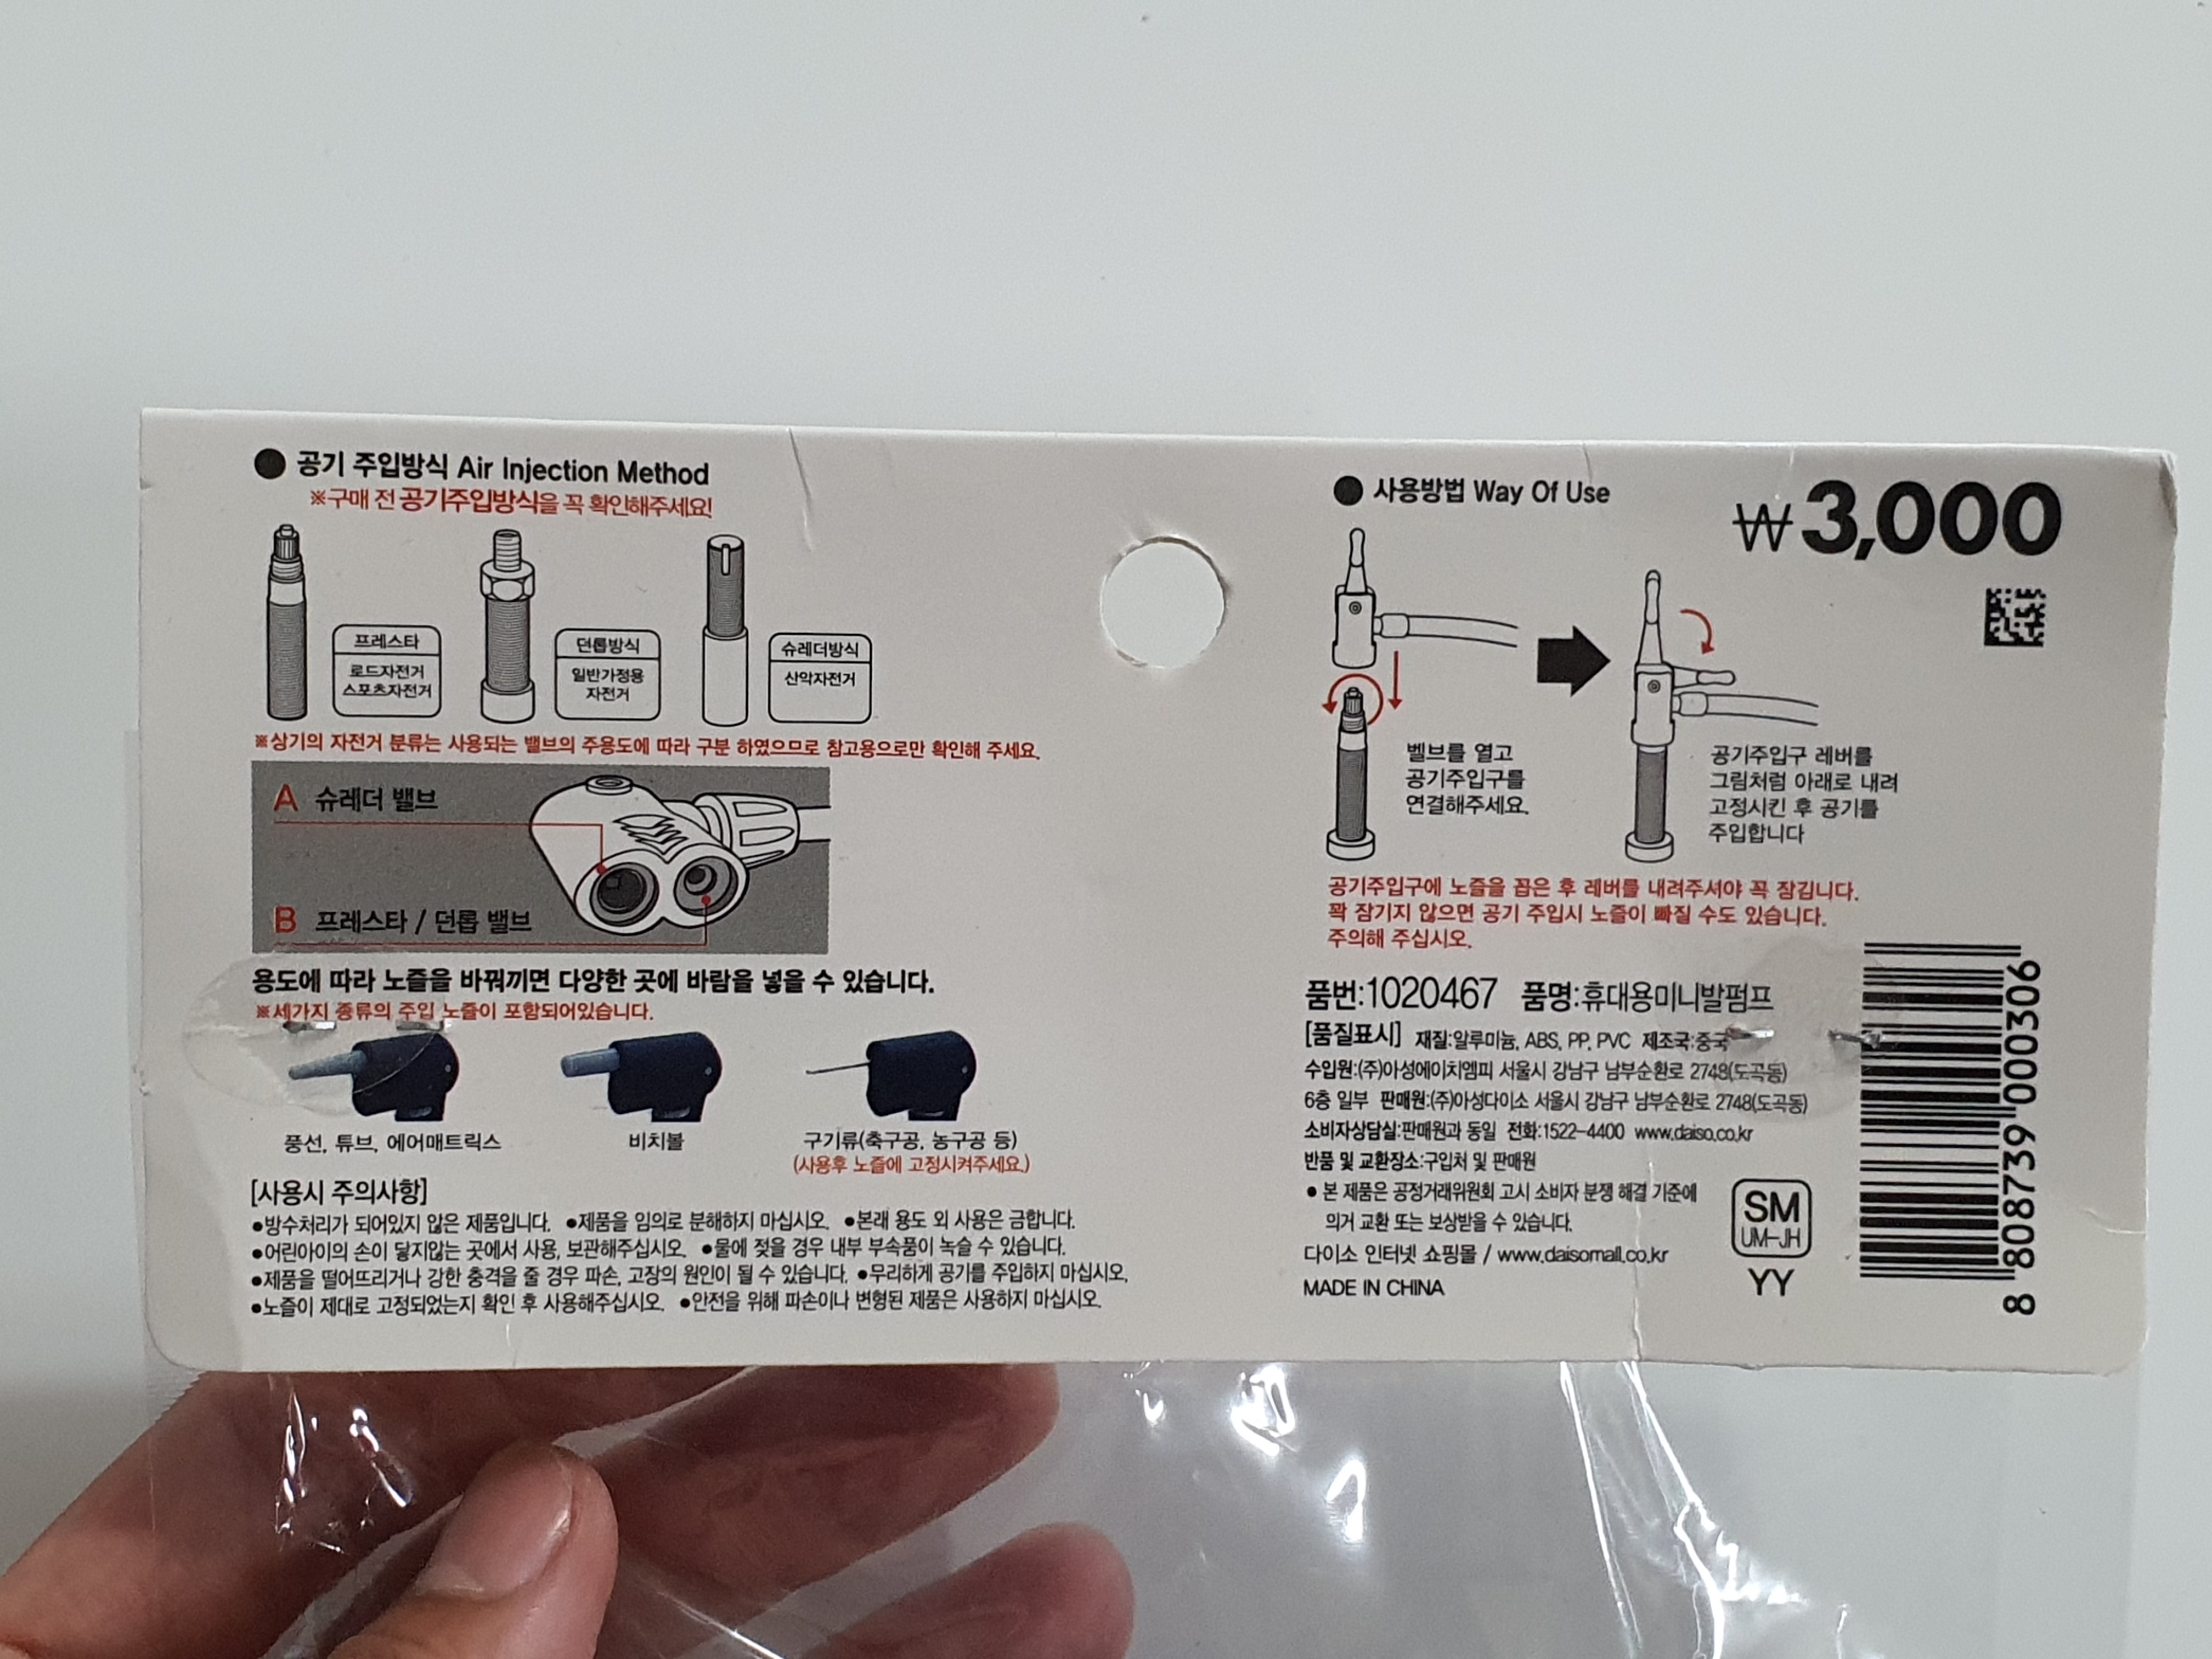 ● 공기 주입방식 Air Injection Method
※구매 전 공기주입방식을 꼭 확인해주세요!
프레스타
로드자전거
스포츠자전거
던롭방식
일반가정용
자전거
슈레더방식
산악자전거
※상기의 자전거 분류는 사용되는 밸브의 주용도에 따라 구분 하였으므로 참고용으로만 확인해 주세요.
A 슈레더 밸브
B 프레스타 / 던롭 밸브
용도에 따라 노즐을 바꿔끼면 다양한 곳에 바람을 넣을 수 있습니다.
※세가지 종류의 주입 노즐이 포함되어있습니다.
풍선, 튜브, 에어매트릭스
비치볼
구기류(축구공, 농구공 등)
(사용후 노즐에 고정시켜주세요.)
[사용시 주의사항]
●방수처리가 되어있지 않은 제품입니다. ●제품을 임의로 분해하지 마십시오. ●본래 용도 외 사용은 금합니다.
●어린아이의 손이 닿지않는 곳에서 사용, 보관해주십시오. ●물에 젖을 경우 내부 부속품이 녹슬 수 있습니다.
●제품을 떨어뜨리거나 강한 충격을 줄 경우 파손, 고장의 원인이 될 수 있습니다. ●무리하게 공기를 주입하지 마십시오.
●노즐이 제대로 고정되었는지 확인 후 사용해주십시오. ●안전을 위해 파손이나 변형된 제품은 사용하지 마십시오.
● 사용방법 Way Of Use
₩3,000
벨브를 열고
공기주입구를
연결해주세요.
공기주입구 레버를
그림처럼 아래로 내려
고정시킨 후 공기를
주입합니다
공기주입구에 노즐을 꼽은 후 레버를 내려주셔야 꼭 잠깁니다.
꽉 잠기지 않으면 공기 주입시 노즐이 빠질 수도 있습니다.
주의해 주십시오.
품번:1020467 품명:휴대용미니발펌프
[품질표시] 재질:알루미늄, ABS, PP, PVC 제조국:중국
수입원:(주)아성에이치엠피 서울시 강남구 남부순환로 2748(도곡동)
6층 일부 판매원:(주)아성다이소 서울시 강남구 남부순환로 2748(도곡동)
소비자상담실:판매원과 동일 전화:1522-4400 www.daiso.co.kr
반품 및 교환장소:구입처 및 판매원
● 본 제품은 공정거래위원회 고시 소비자 분쟁 해결 기준에
의거 교환 또는 보상받을 수 있습니다.
다이소 인터넷 쇼핑몰 / www.daisomall.co.kr
MADE IN CHINA
SM
UM-JH
YY
8 808739 000306